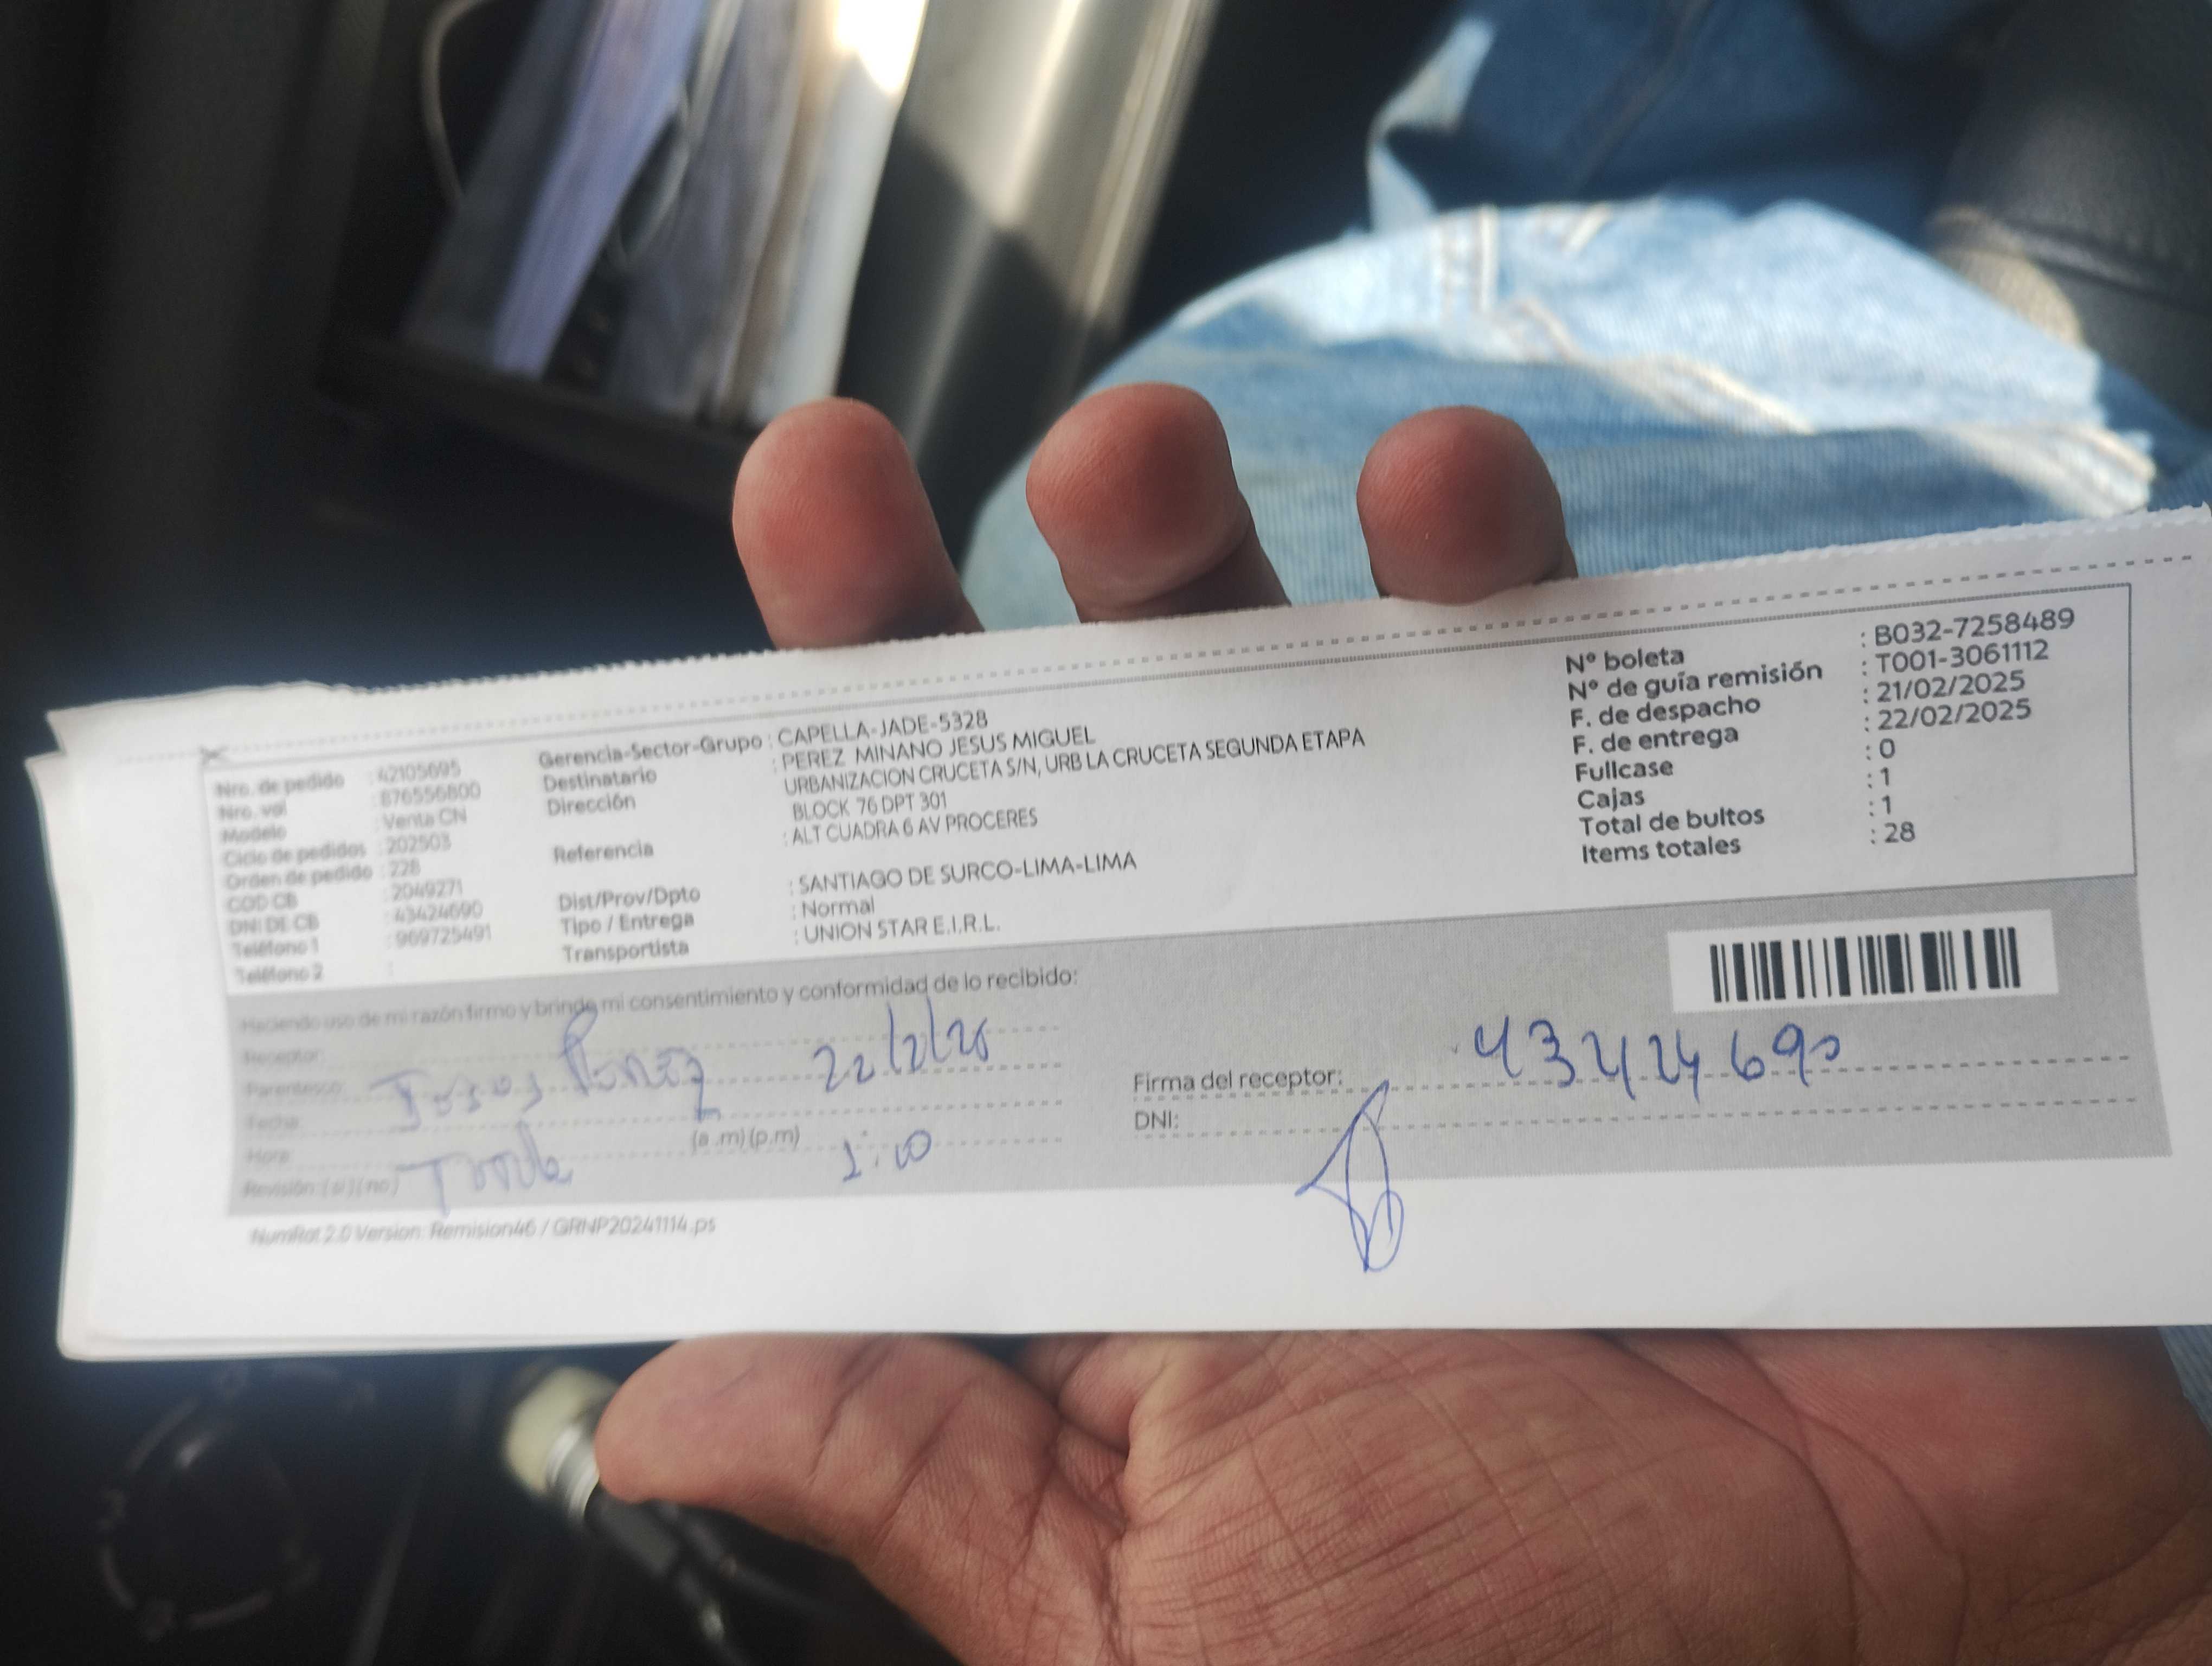 Nro. de pedido : 42105695
Nro. val : 876556800
Modelo : Venta CN
Ciclo de pedidos : 202503
Orden de pedido : 228
COD CB : 2049271
DNI DE CB : 43424690
Teléfono 1 : 969725491
Teléfono 2 :
Gerencia-Sector-Grupo : CAPELLA-JADE-5328
Destinatario : PEREZ MINANO JESUS MIGUEL
Dirección : URBANIZACION CRUCETA S/N, URB LA CRUCETA SEGUNDA ETAPA
BLOCK 76 DPT 301
Referencia : ALT CUADRA 6 AV PROCERES
Dist/Prov/Dpto : SANTIAGO DE SURCO-LIMA-LIMA
Tipo / Entrega : Normal
Transportista : UNION STAR E.I.R.L.
Nº boleta : B032-7258489
Nº de guía remisión : T001-3061112
F. de despacho : 21/02/2025
F. de entrega : 22/02/2025
Fullcase : 0
Cajas : 1
Total de bultos : 1
Items totales : 28
Haciendo uso de mi razón firmo y brinde mi consentimiento y conformidad de lo recibido:
Receptor:
Parentesco:
Fecha:
Hora: (a .m) (p.m)
Revisión: (si) (no)
Perez
1:00
Firma del receptor: 43424690
DNI:
NumRot 2.0 Version: Remision46 / GRNP20241114.ps